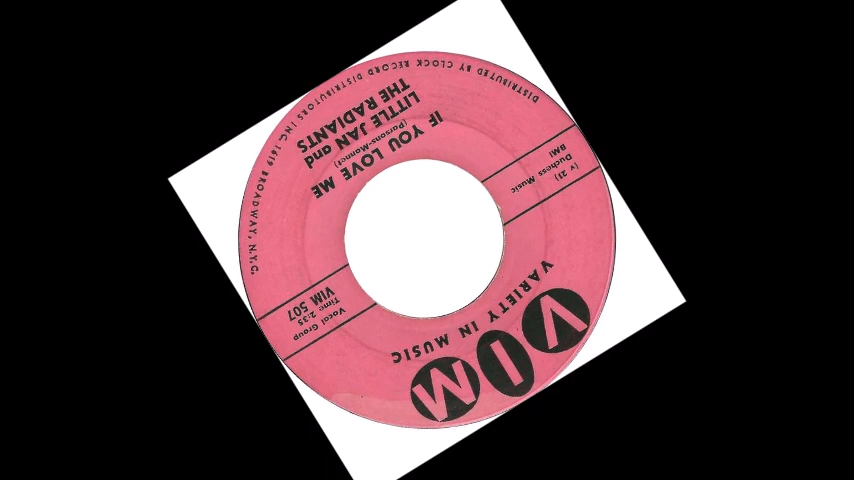 VIM
VARIETY IN MUSIC
(v 21)
Duchess Music
BMI
Vocal Group
Time 2:35
VIM 507
IF YOU LOVE ME
(Parsons-Monnet)
LITTLE JAN and
THE RADIANTS
DISTRIBUTED BY CLOCK RECORD DISTRIBUTORS INC. 1619 BROADWAY, N.Y.C.